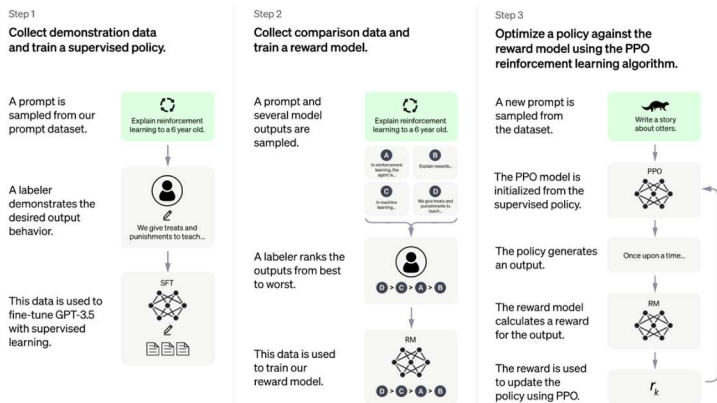 Step 1
Collect demonstration data
and train a supervised policy.
A prompt is
sampled from our
prompt dataset.
Explain reinforcement
learning to a 6 year old.
A labeler
demonstrates the
desired output
behavior.
We give treats and
punishments to teach...
This data is used to
fine-tune GPT-3.5
with supervised
learning.
SFT
Step 2
Collect comparison data and
train a reward model.
A prompt and
several model
outputs are
sampled.
Explain reinforcement
learning to a 6 year old.
A
In reinforcement
learning, the
agent is...
B
Explain rewards...
C
In machine
learning...
D
We give treats and
punishments to
teach...
A labeler ranks the
outputs from best
to worst.
D > C > A > B
This data is used
to train our
reward model.
RM
D > C > A > B
Step 3
Optimize a policy against the
reward model using the PPO
reinforcement learning algorithm.
A new prompt is
sampled from
the dataset.
Write a story
about otters.
The PPO model is
initialized from the
supervised policy.
PPO
The policy generates
an output.
Once upon a time...
The reward model
calculates a reward
for the output.
RM
The reward is used
to update the
policy using PPO.
rₖ